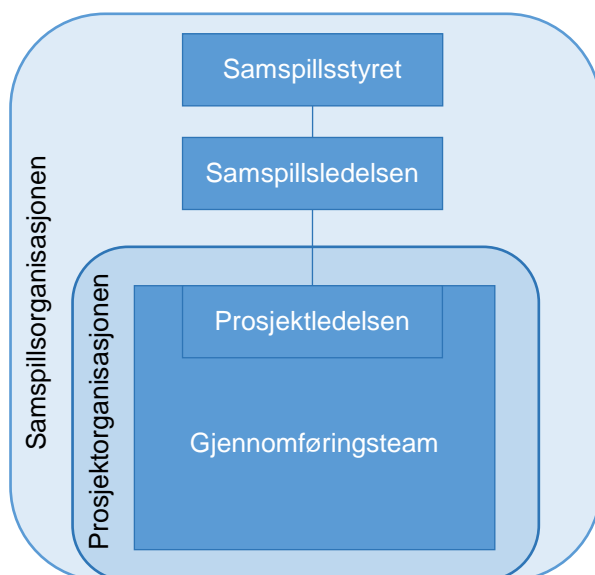 Samspillsstyret
Samspillsledelsen
Samspillsorganisasjonen
Prosjektorganisasjonen
Prosjektledelsen
Gjennomføringsteam